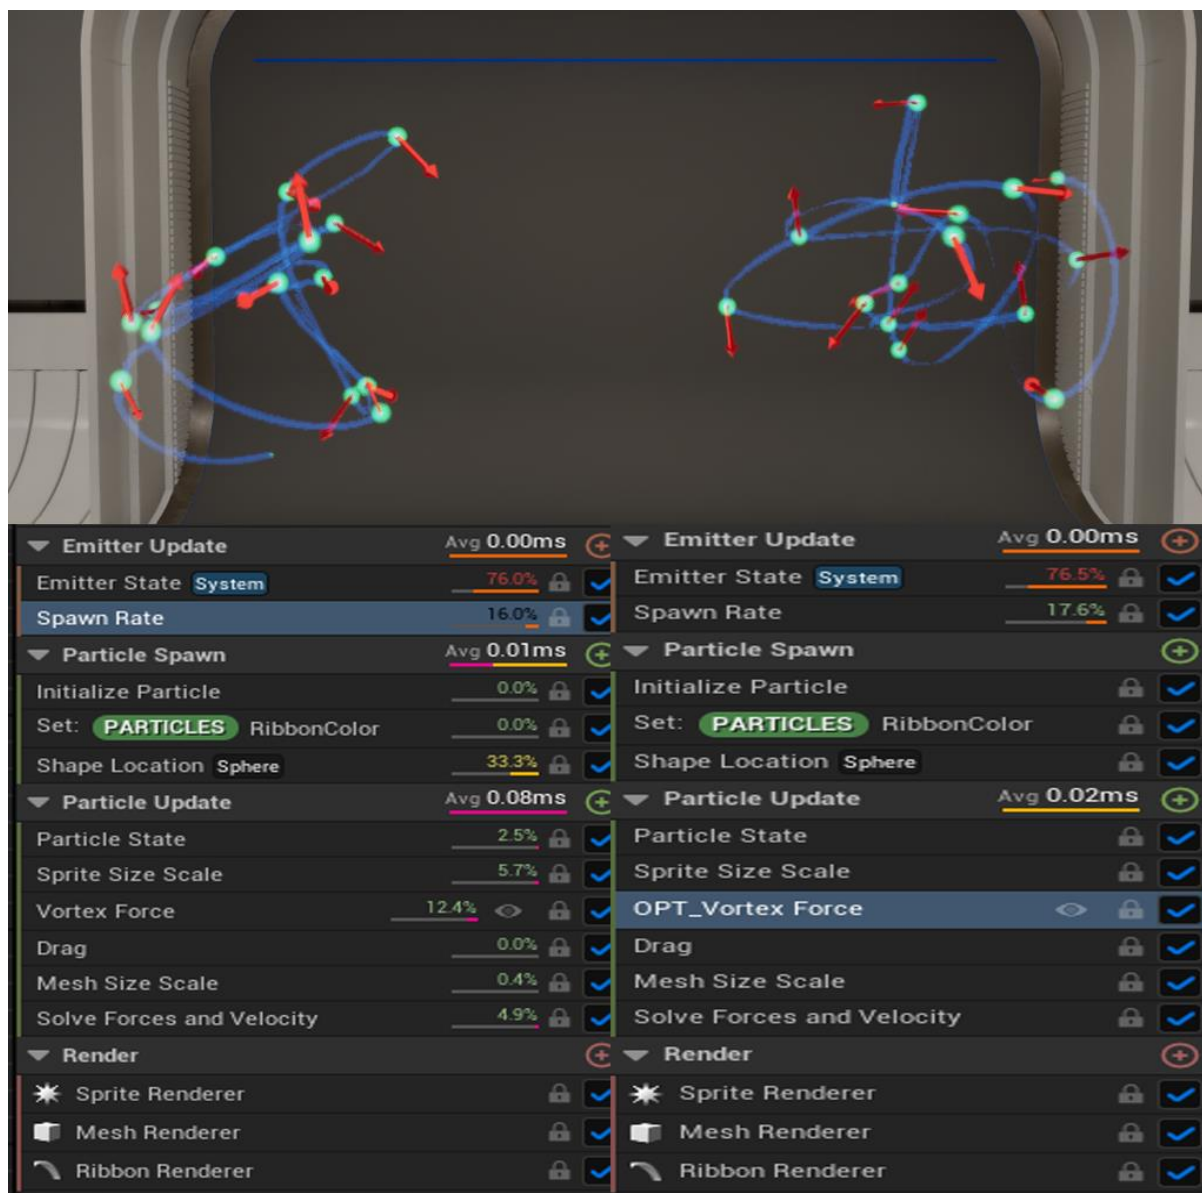 Emitter Update Avg 0.00ms
Emitter State System 76.0%
Spawn Rate 16.0%
Particle Spawn Avg 0.01ms
Initialize Particle 0.0%
Set: PARTICLES RibbonColor 0.0%
Shape Location Sphere 33.3%
Particle Update Avg 0.08ms
Particle State 2.5%
Sprite Size Scale 5.7%
Vortex Force 12.4%
Drag 0.0%
Mesh Size Scale 0.4%
Solve Forces and Velocity 4.9%
Render
Sprite Renderer
Mesh Renderer
Ribbon Renderer
Emitter Update Avg 0.00ms
Emitter State System 76.5%
Spawn Rate 17.6%
Particle Spawn
Initialize Particle
Set: PARTICLES RibbonColor
Shape Location Sphere
Particle Update Avg 0.02ms
Particle State
Sprite Size Scale
OPT_Vortex Force
Drag
Mesh Size Scale
Solve Forces and Velocity
Render
Sprite Renderer
Mesh Renderer
Ribbon Renderer